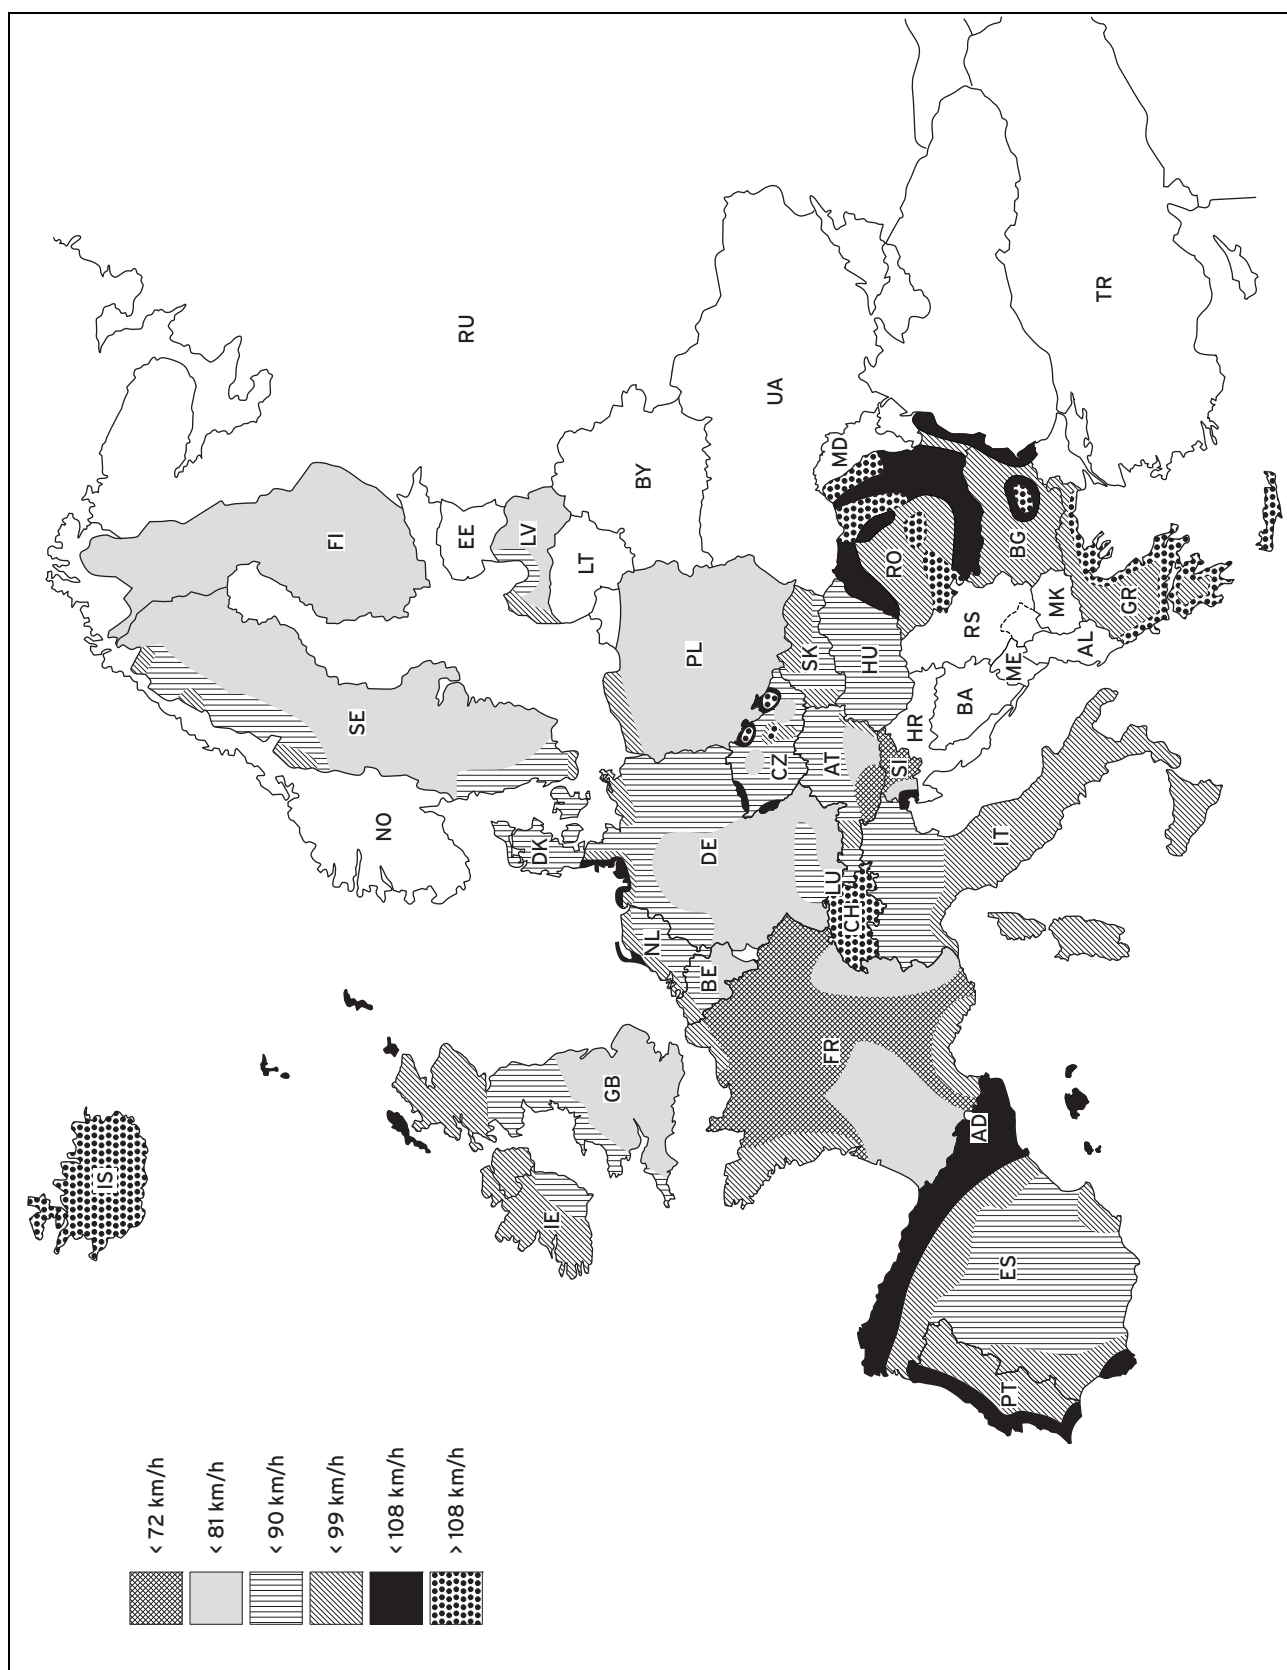 IS
NO
SE
FI
RU
EE
LV
LT
BY
DK
IE
GB
NL
BE
DE
PL
LU
CZ
SK
UA
MD
FR
CH
AT
HU
RO
SI
HR
BA
RS
ME
BG
MK
AL
GR
TR
IT
AD
ES
PT
< 72 km/h
< 81 km/h
< 90 km/h
< 99 km/h
< 108 km/h
> 108 km/h